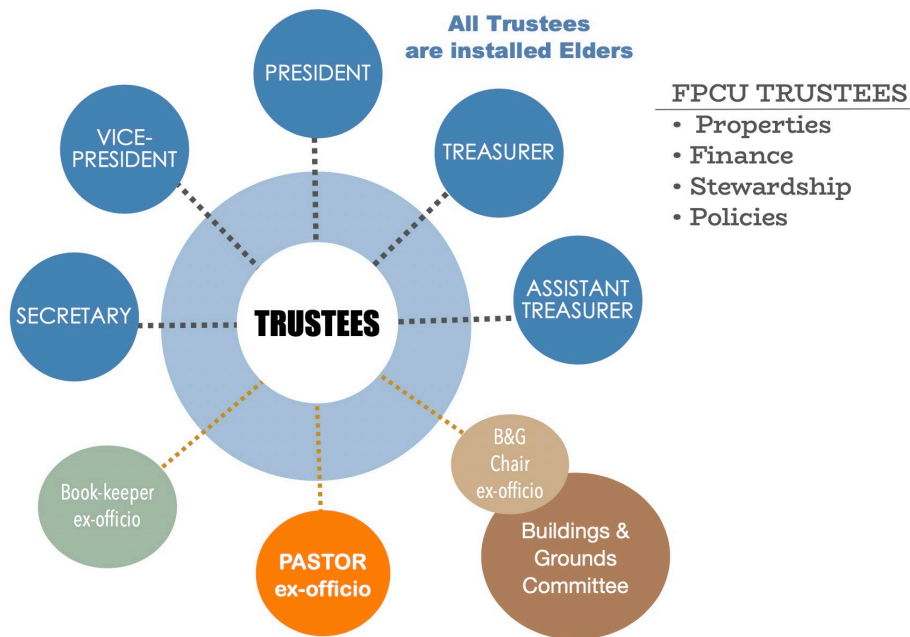 All Trustees
are installed Elders
PRESIDENT
VICE-
PRESIDENT
TREASURER
SECRETARY
ASSISTANT
TREASURER
TRUSTEES
Book-keeper
ex-officio
PASTOR
ex-officio
B&G
Chair
ex-officio
Buildings &
Grounds
Committee
FPCU TRUSTEES
• Properties
• Finance
• Stewardship
• Policies